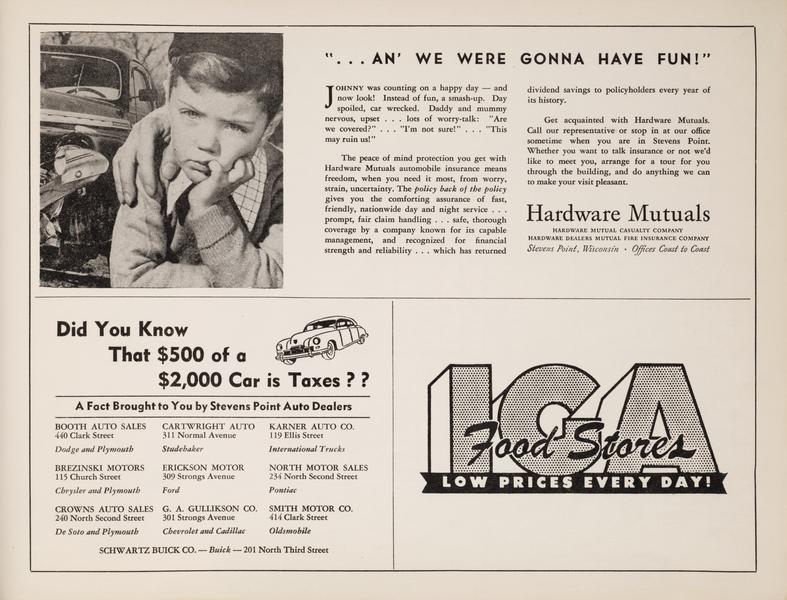 "... AN' WE WERE GONNA HAVE FUN!"
JOHNNY was counting on a happy day — and
now look! Instead of fun, a smash-up. Day
spoiled, car wrecked. Daddy and mummy
nervous, upset . . . lots of worry-talk: "Are
we covered?" . . . "I'm not sure!" . . . "This
may ruin us!"
The peace of mind protection you get with
Hardware Mutuals automobile insurance means
freedom, when you need it most, from worry,
strain, uncertainty. The policy back of the policy
gives you the comforting assurance of fast,
friendly, nationwide day and night service . . .
prompt, fair claim handling . . . safe, thorough
coverage by a company known for its capable
management, and recognized for financial
strength and reliability . . . which has returned
dividend savings to policyholders every year of
its history.
Get acquainted with Hardware Mutuals.
Call our representative or stop in at our office
sometime when you are in Stevens Point.
Whether you want to talk insurance or not we'd
like to meet you, arrange for a tour for you
through the building, and do anything we can
to make your visit pleasant.
Hardware Mutuals
HARDWARE MUTUAL CASUALTY COMPANY
HARDWARE DEALERS MUTUAL FIRE INSURANCE COMPANY
Stevens Point, Wisconsin · Offices Coast to Coast
Did You Know
That $500 of a
$2,000 Car is Taxes ? ?
A Fact Brought to You by Stevens Point Auto Dealers
BOOTH AUTO SALES
440 Clark Street
Dodge and Plymouth
CARTWRIGHT AUTO
311 Normal Avenue
Studebaker
KARNER AUTO CO.
119 Ellis Street
International Trucks
BREZINSKI MOTORS
115 Church Street
Chrysler and Plymouth
ERICKSON MOTOR
309 Strongs Avenue
Ford
NORTH MOTOR SALES
234 North Second Street
Pontiac
CROWNS AUTO SALES
240 North Second Street
De Soto and Plymouth
G. A. GULLIKSON CO.
301 Strongs Avenue
Chevrolet and Cadillac
SMITH MOTOR CO.
414 Clark Street
Oldsmobile
SCHWARTZ BUICK CO. — Buick — 201 North Third Street
IGA
Food Stores
LOW PRICES EVERY DAY!